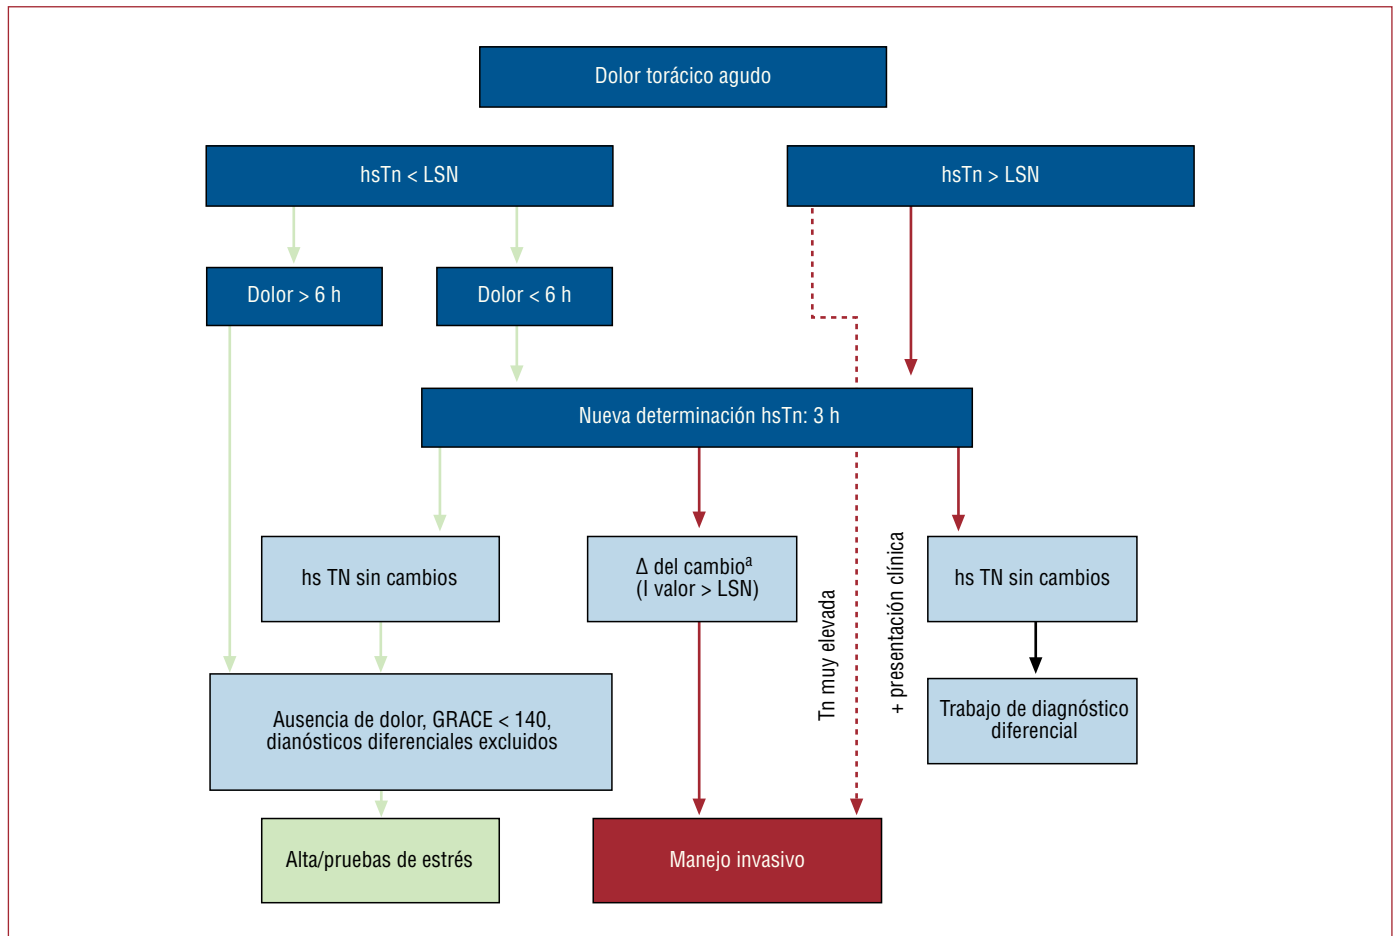 Dolor torácico agudo
hsTn < LSN
hsTn > LSN
Dolor > 6 h
Dolor < 6 h
Nueva determinación hsTn: 3 h
hs TN sin cambios
Δ del cambioª
(I valor > LSN)
Tn muy elevada
+ presentación clínica
hs TN sin cambios
Ausencia de dolor, GRACE < 140,
dianósticos diferenciales excluidos
Trabajo de diagnóstico
diferencial
Alta/pruebas de estrés
Manejo invasivo